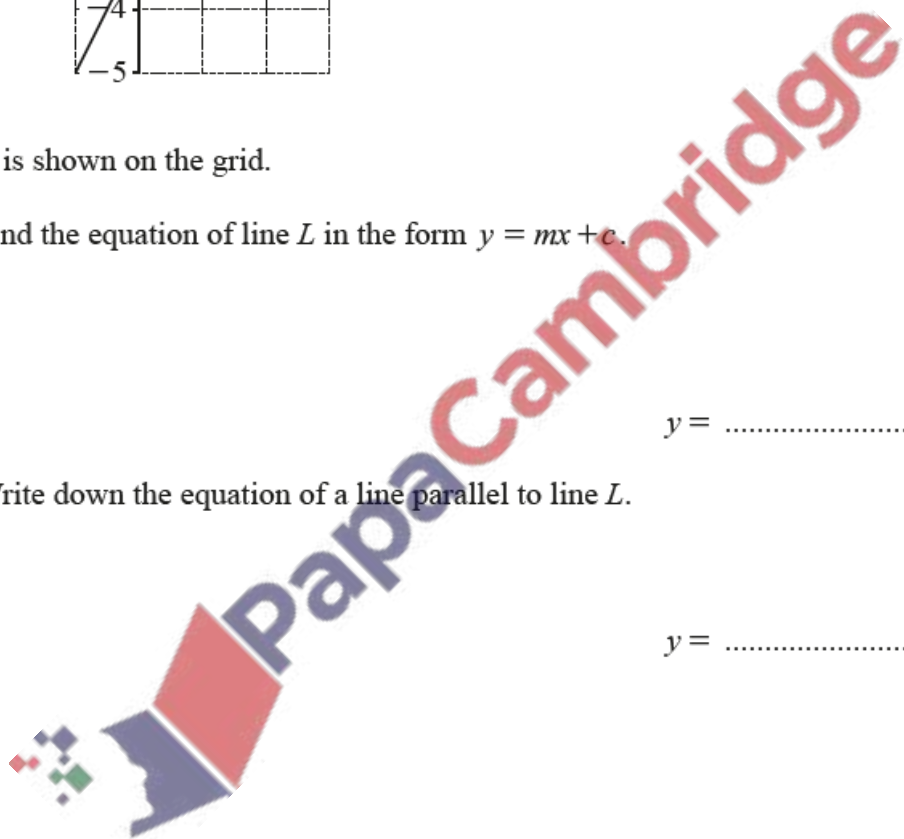 −4
−5
is shown on the grid.
nd the equation of line L in the form y = mx + c.
y = ........................
rite down the equation of a line parallel to line L.
y = ........................
PapaCambridge